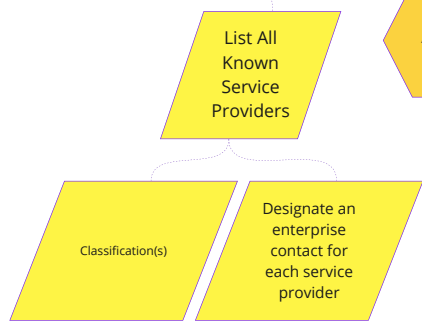 List All
Known
Service
Providers
Classification(s)
Designate an
enterprise
contact for
each service
provider